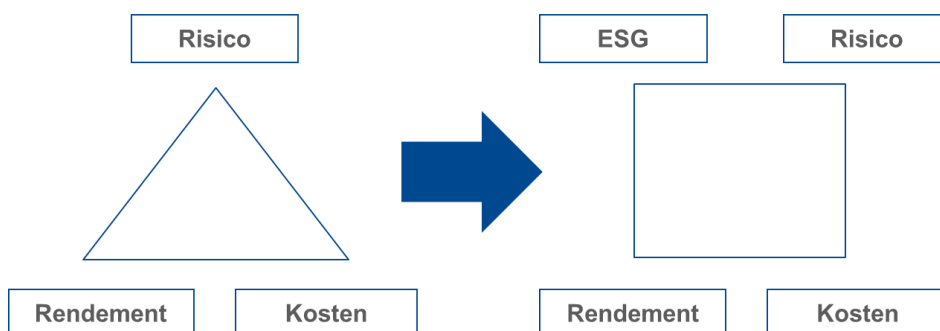 Risico
ESG
Risico
Rendement
Kosten
Rendement
Kosten